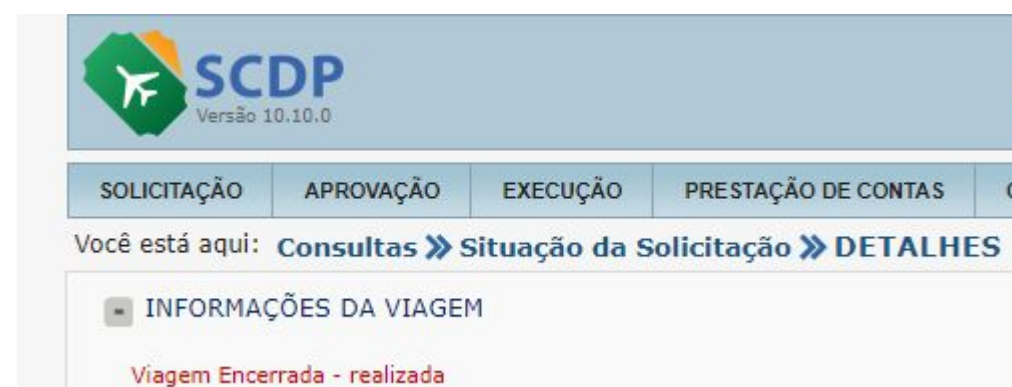 SCDP
Versão 10.10.0
SOLICITAÇÃO APROVAÇÃO EXECUÇÃO PRESTAÇÃO DE CONTAS
Você está aqui: Consultas » Situação da Solicitação » DETALHES
- INFORMAÇÕES DA VIAGEM
Viagem Encerrada - realizada